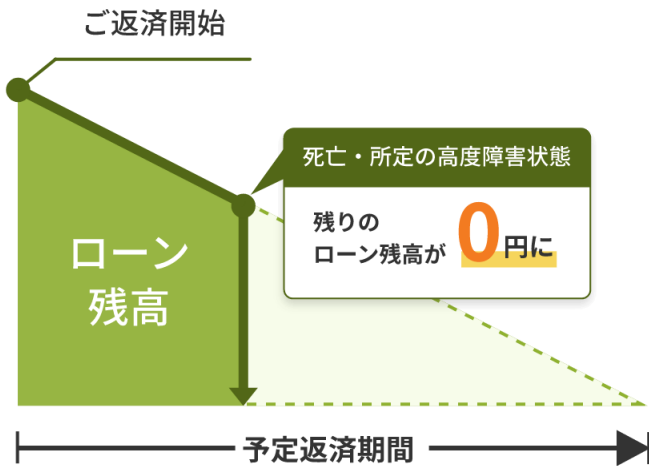 ご返済開始
死亡・所定の高度障害状態
残りの
ローン残高が 0円に
ローン
残高
予定返済期間